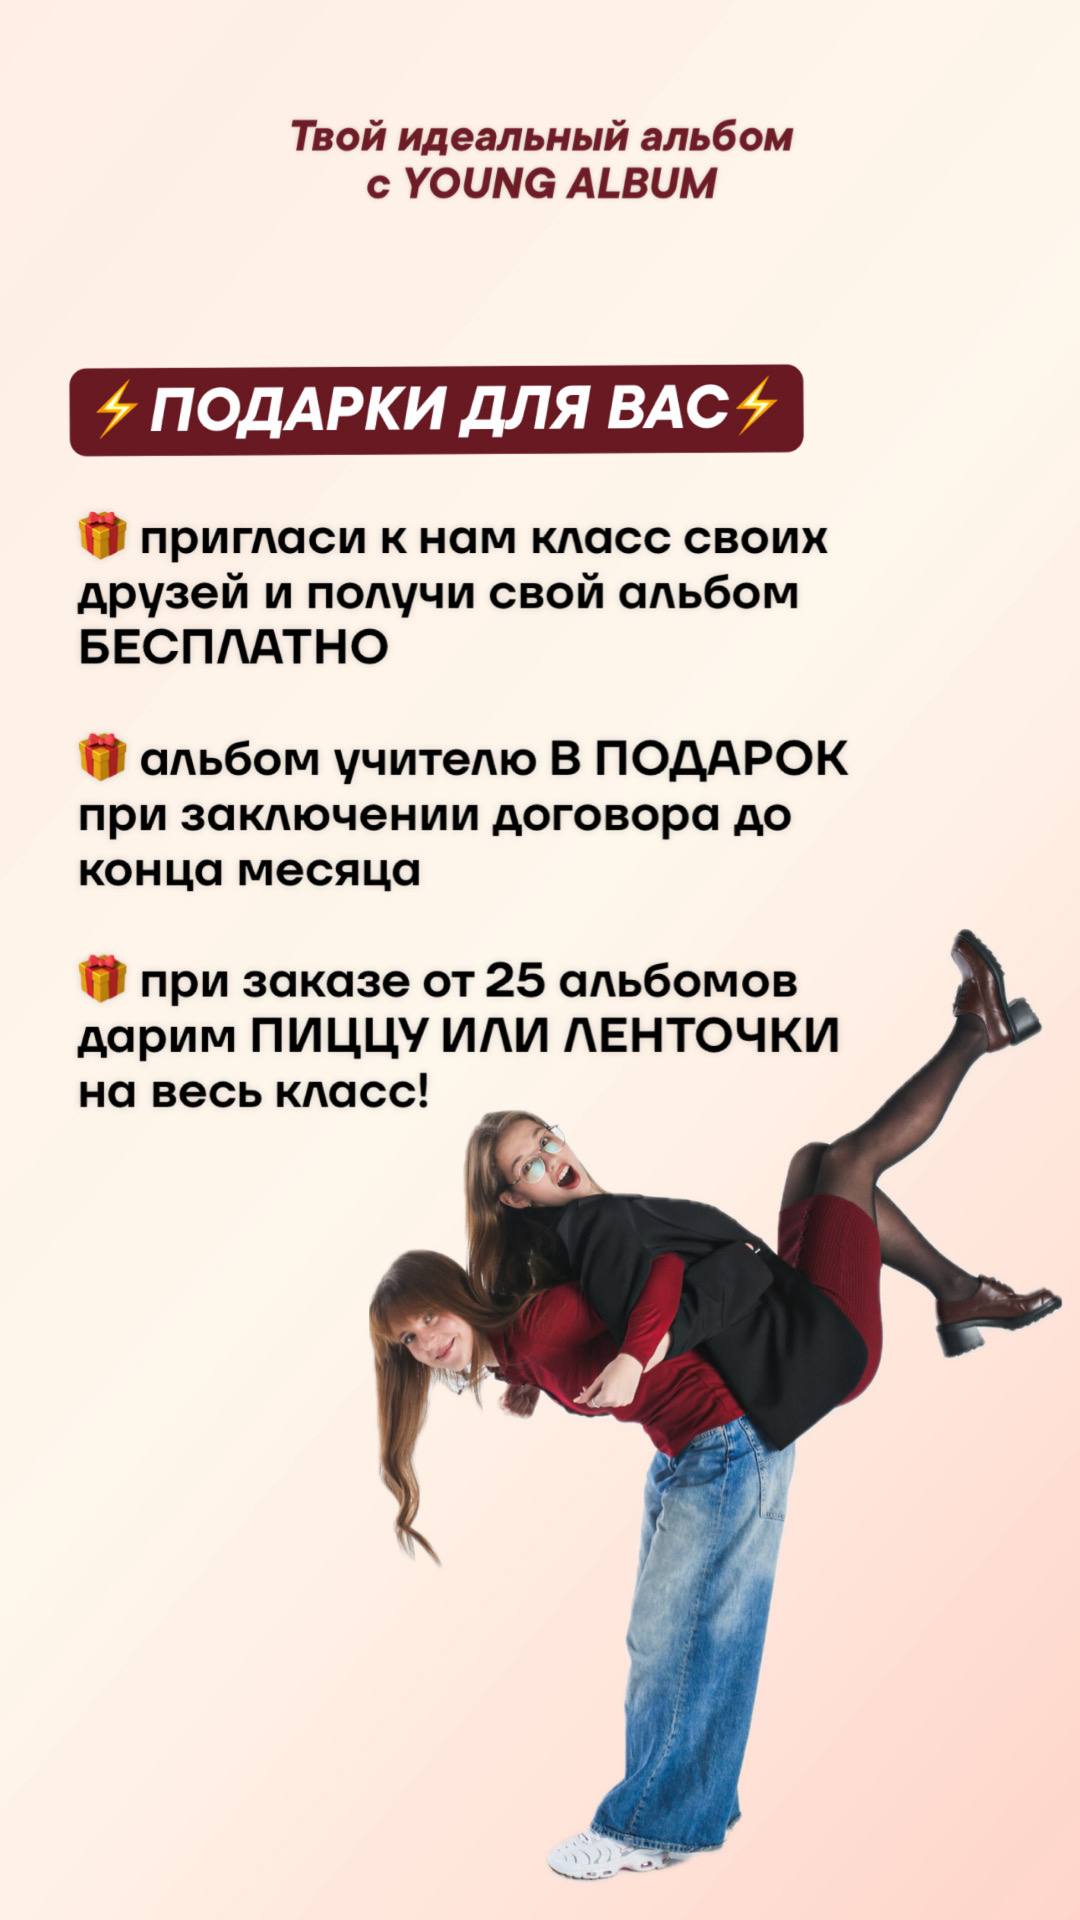 Твой идеальный альбом
с YOUNG ALBUM
⚡ПОДАРКИ ДЛЯ ВАС⚡
🎁 пригласи к нам класс своих
друзей и получи свой альбом
БЕСПЛАТНО
🎁 альбом учителю В ПОДАРОК
при заключении договора до
конца месяца
🎁 при заказе от 25 альбомов
дарим ПИЦЦУ ИЛИ ЛЕНТОЧКИ
на весь класс!